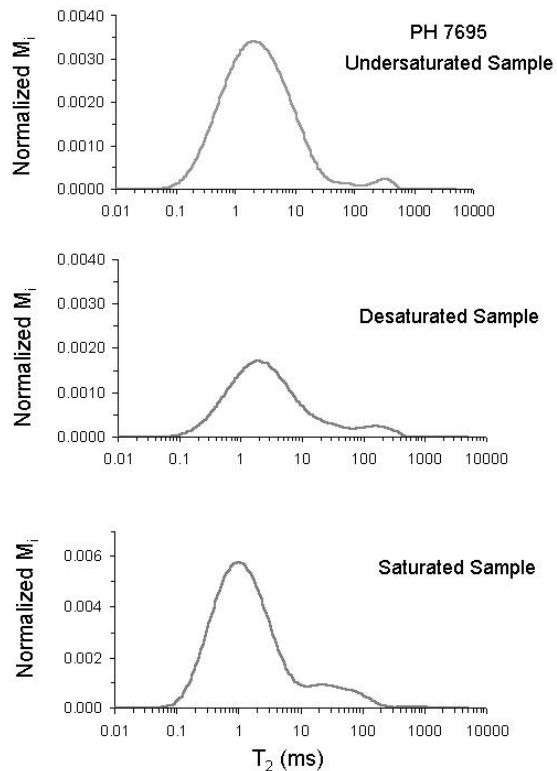 PH 7695
Undersaturated Sample
Normalized Mi
0.0040
0.0030
0.0020
0.0010
0.0000
0.01 0.1 1 10 100 1000 10000
Desaturated Sample
Normalized Mi
0.0040
0.0030
0.0020
0.0010
0.0000
0.01 0.1 1 10 100 1000 10000
Saturated Sample
Normalized Mi
0.006
0.004
0.002
0.000
0.01 0.1 1 10 100 1000 10000
T2 (ms)